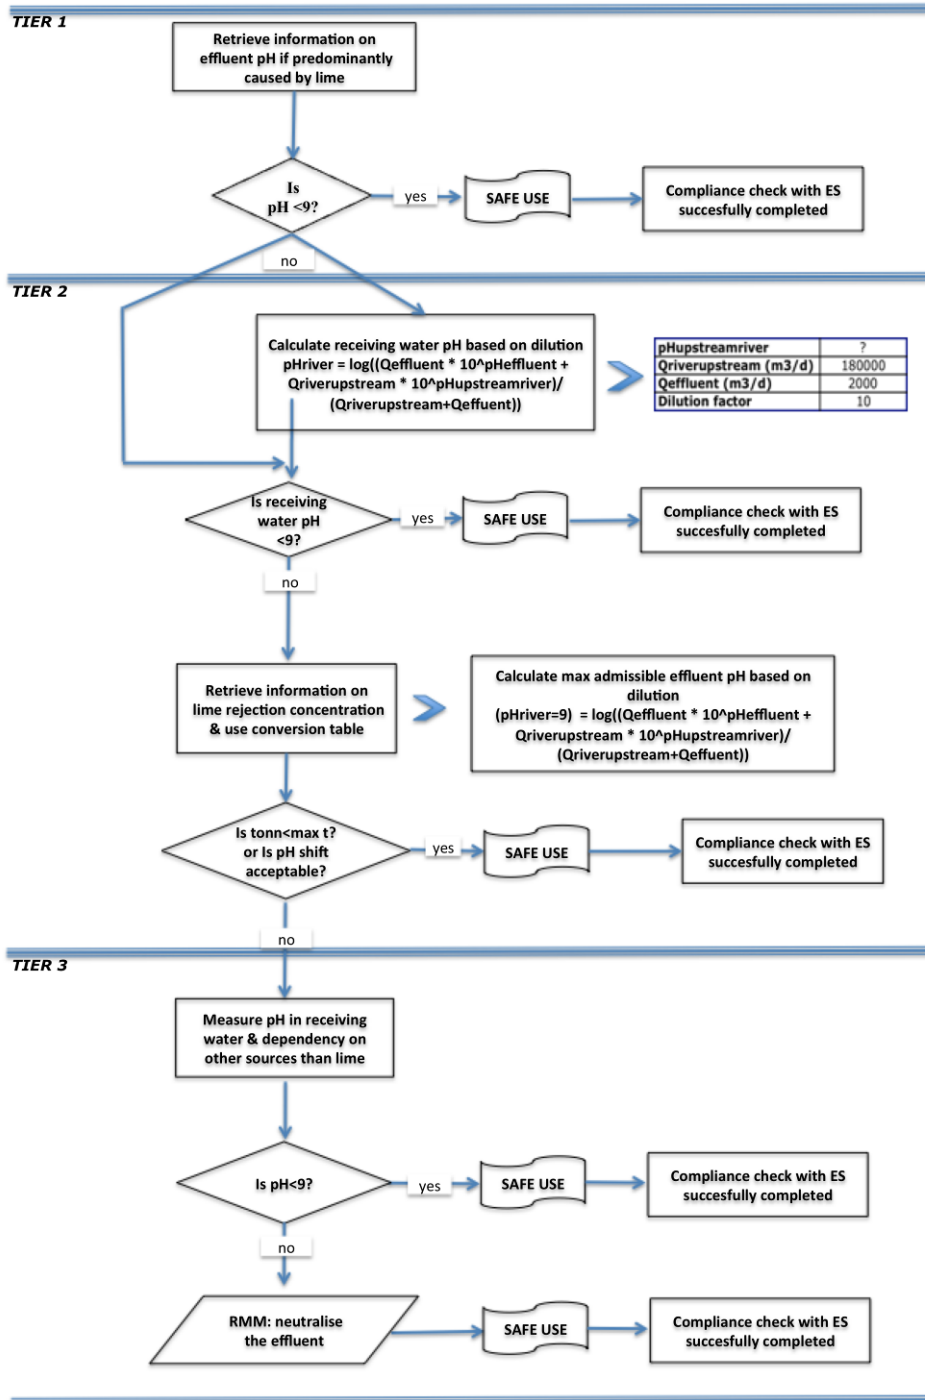 TIER 1
Retrieve information on
effluent pH if predominantly
caused by lime
Is
pH <9?
yes
SAFE USE
Compliance check with ES
succesfully completed
no
TIER 2
Calculate receiving water pH based on dilution
pHriver = log((Qeffluent * 10^pHeffluent +
Qriverupstream * 10^pHupstreamriver)/
(Qriverupstream+Qeffuent))
pHupstreamriver ?
Qriverupstream (m3/d) 180000
Qeffluent (m3/d) 2000
Dilution factor 10
Is receiving
water pH
<9?
yes
SAFE USE
Compliance check with ES
succesfully completed
no
Retrieve information on
lime rejection concentration
& use conversion table
Calculate max admissible effluent pH based on
dilution
(pHriver=9) = log((Qeffluent * 10^pHeffluent +
Qriverupstream * 10^pHupstreamriver)/
(Qriverupstream+Qeffuent))
Is tonn<max t?
or Is pH shift
acceptable?
yes
SAFE USE
Compliance check with ES
succesfully completed
no
TIER 3
Measure pH in receiving
water & dependency on
other sources than lime
Is pH<9?
yes
SAFE USE
Compliance check with ES
succesfully completed
no
RMM: neutralise
the effluent
SAFE USE
Compliance check with ES
succesfully completed